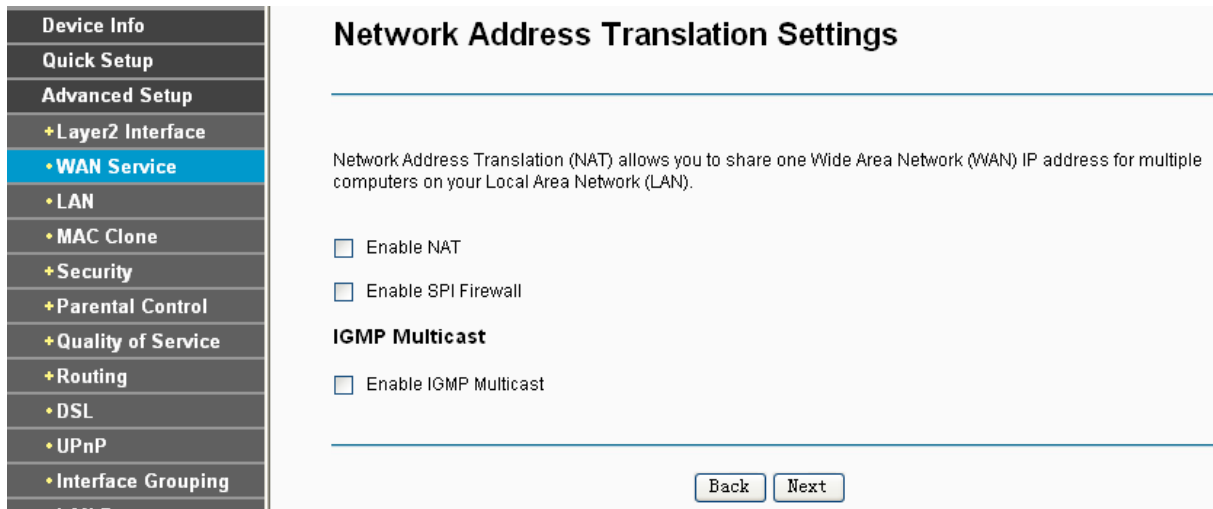 Device Info
Quick Setup
Advanced Setup
+Layer2 Interface
•WAN Service
•LAN
•MAC Clone
+Security
+Parental Control
+Quality of Service
+Routing
•DSL
•UPnP
•Interface Grouping
Network Address Translation Settings
Network Address Translation (NAT) allows you to share one Wide Area Network (WAN) IP address for multiple
computers on your Local Area Network (LAN).
Enable NAT
Enable SPI Firewall
IGMP Multicast
Enable IGMP Multicast
Back Next